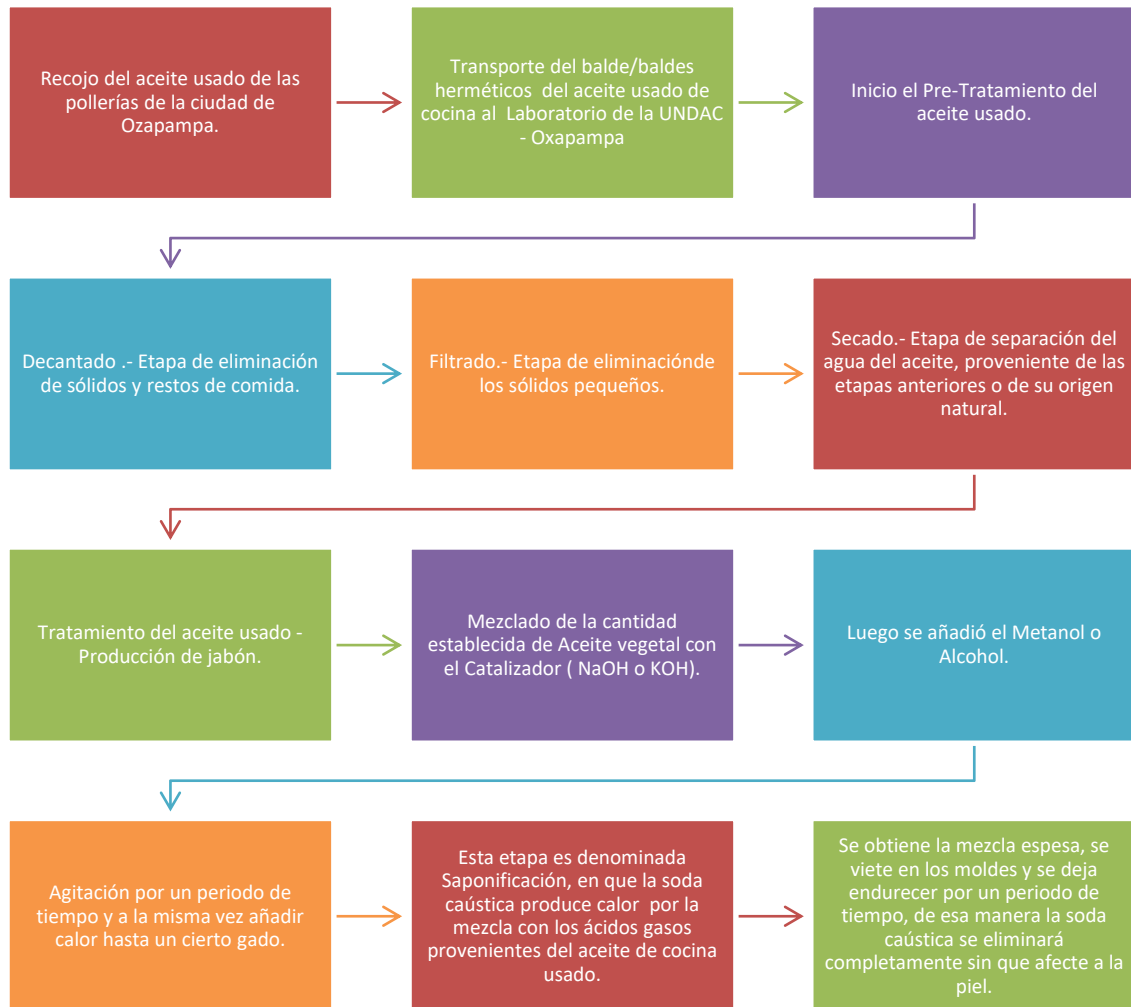 Recojo del aceite usado de las
pollerías de la ciudad de
Ozapampa.
Transporte del balde/baldes
herméticos del aceite usado de
cocina al Laboratorio de la UNDAC
- Oxapampa
Inicio el Pre-Tratamiento del
aceite usado.
Decantado .- Etapa de eliminación
de sólidos y restos de comida.
Filtrado.- Etapa de eliminaciónde
los sólidos pequeños.
Secado.- Etapa de separación del
agua del aceite, proveniente de las
etapas anteriores o de su origen
natural.
Tratamiento del aceite usado -
Producción de jabón.
Mezclado de la cantidad
establecida de Aceite vegetal con
el Catalizador ( NaOH o KOH).
Luego se añadió el Metanol o
Alcohol.
Agitación por un periodo de
tiempo y a la misma vez añadir
calor hasta un cierto gado.
Esta etapa es denominada
Saponificación, en que la soda
caústica produce calor por la
mezcla con los ácidos gasos
provenientes del aceite de cocina
usado.
Se obtiene la mezcla espesa, se
viete en los moldes y se deja
endurecer por un periodo de
tiempo, de esa manera la soda
caústica se eliminará
completamente sin que afecte a la
piel.